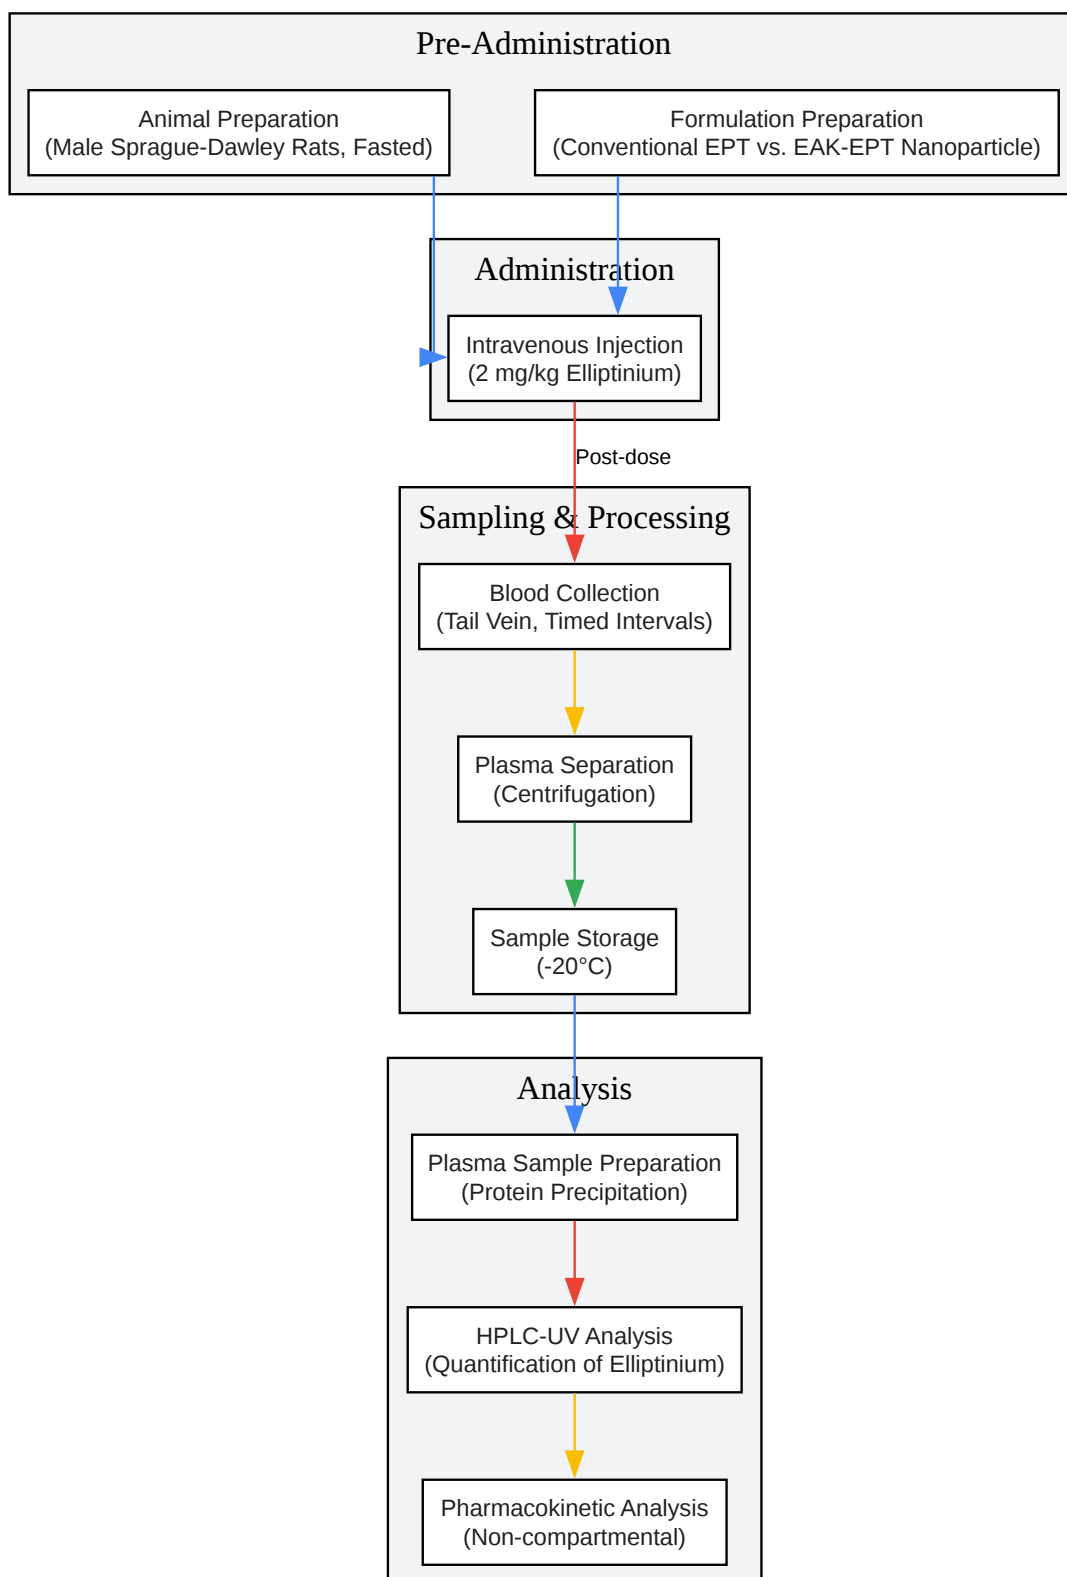 Pre-Administration
Animal Preparation
(Male Sprague-Dawley Rats, Fasted)
Formulation Preparation
(Conventional EPT vs. EAK-EPT Nanoparticle)
Administration
Intravenous Injection
(2 mg/kg Elliptinium)
Post-dose
Sampling & Processing
Blood Collection
(Tail Vein, Timed Intervals)
Plasma Separation
(Centrifugation)
Sample Storage
(-20°C)
Analysis
Plasma Sample Preparation
(Protein Precipitation)
HPLC-UV Analysis
(Quantification of Elliptinium)
Pharmacokinetic Analysis
(Non-compartmental)